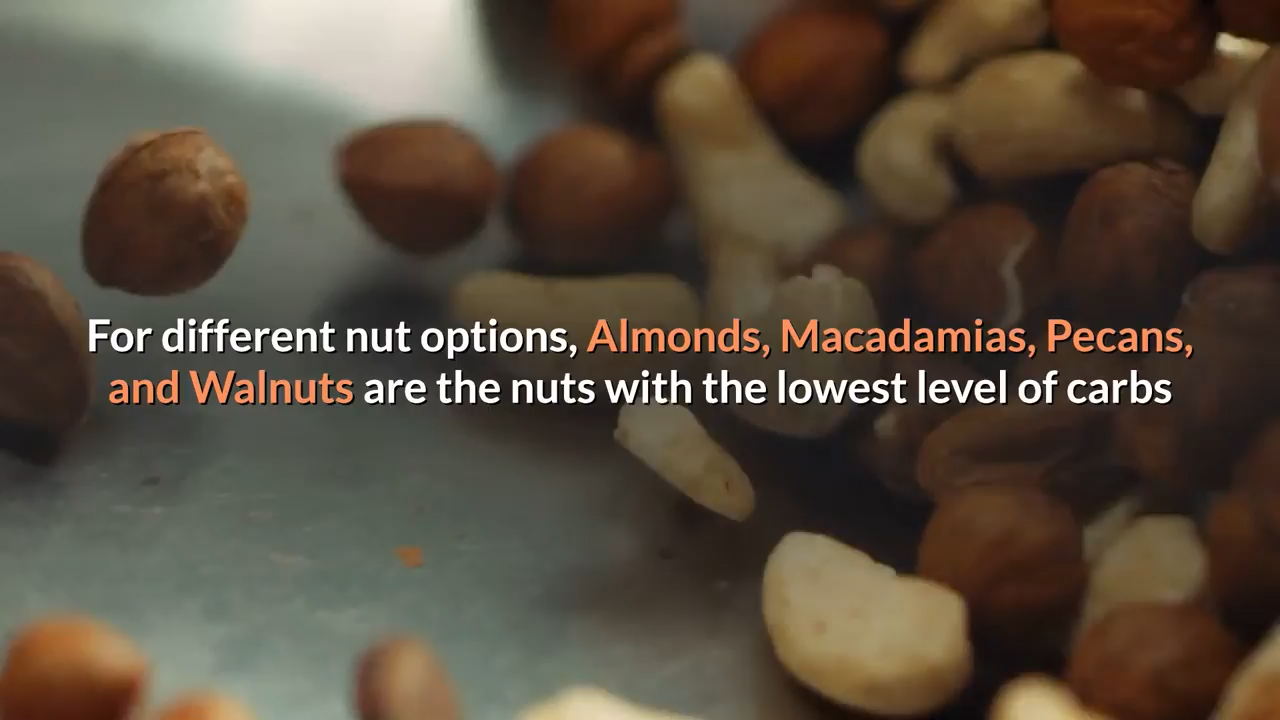 For different nut options, Almonds, Macadamias, Pecans,
and Walnuts are the nuts with the lowest level of carbs